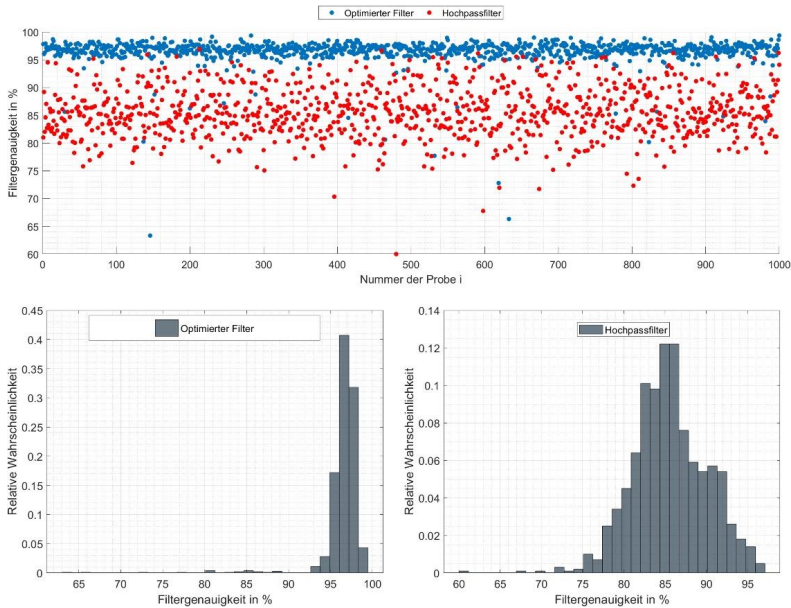 Optimierter Filter Hochpassfilter
100
95
90
85
80
75
70
65
60
Filtergenauigkeit in %
0 100 200 300 400 500 600 700 800 900 1000
Nummer der Probe i
0.45
0.4
0.35
0.3
0.25
0.2
0.15
0.1
0.05
0
Relative Wahrscheinlichkeit
Optimierter Filter
65 70 75 80 85 90 95 100
Filtergenauigkeit in %
0.14
0.12
0.1
0.08
0.06
0.04
0.02
0
Relative Wahrscheinlichkeit
Hochpassfilter
60 65 70 75 80 85 90 95
Filtergenauigkeit in %